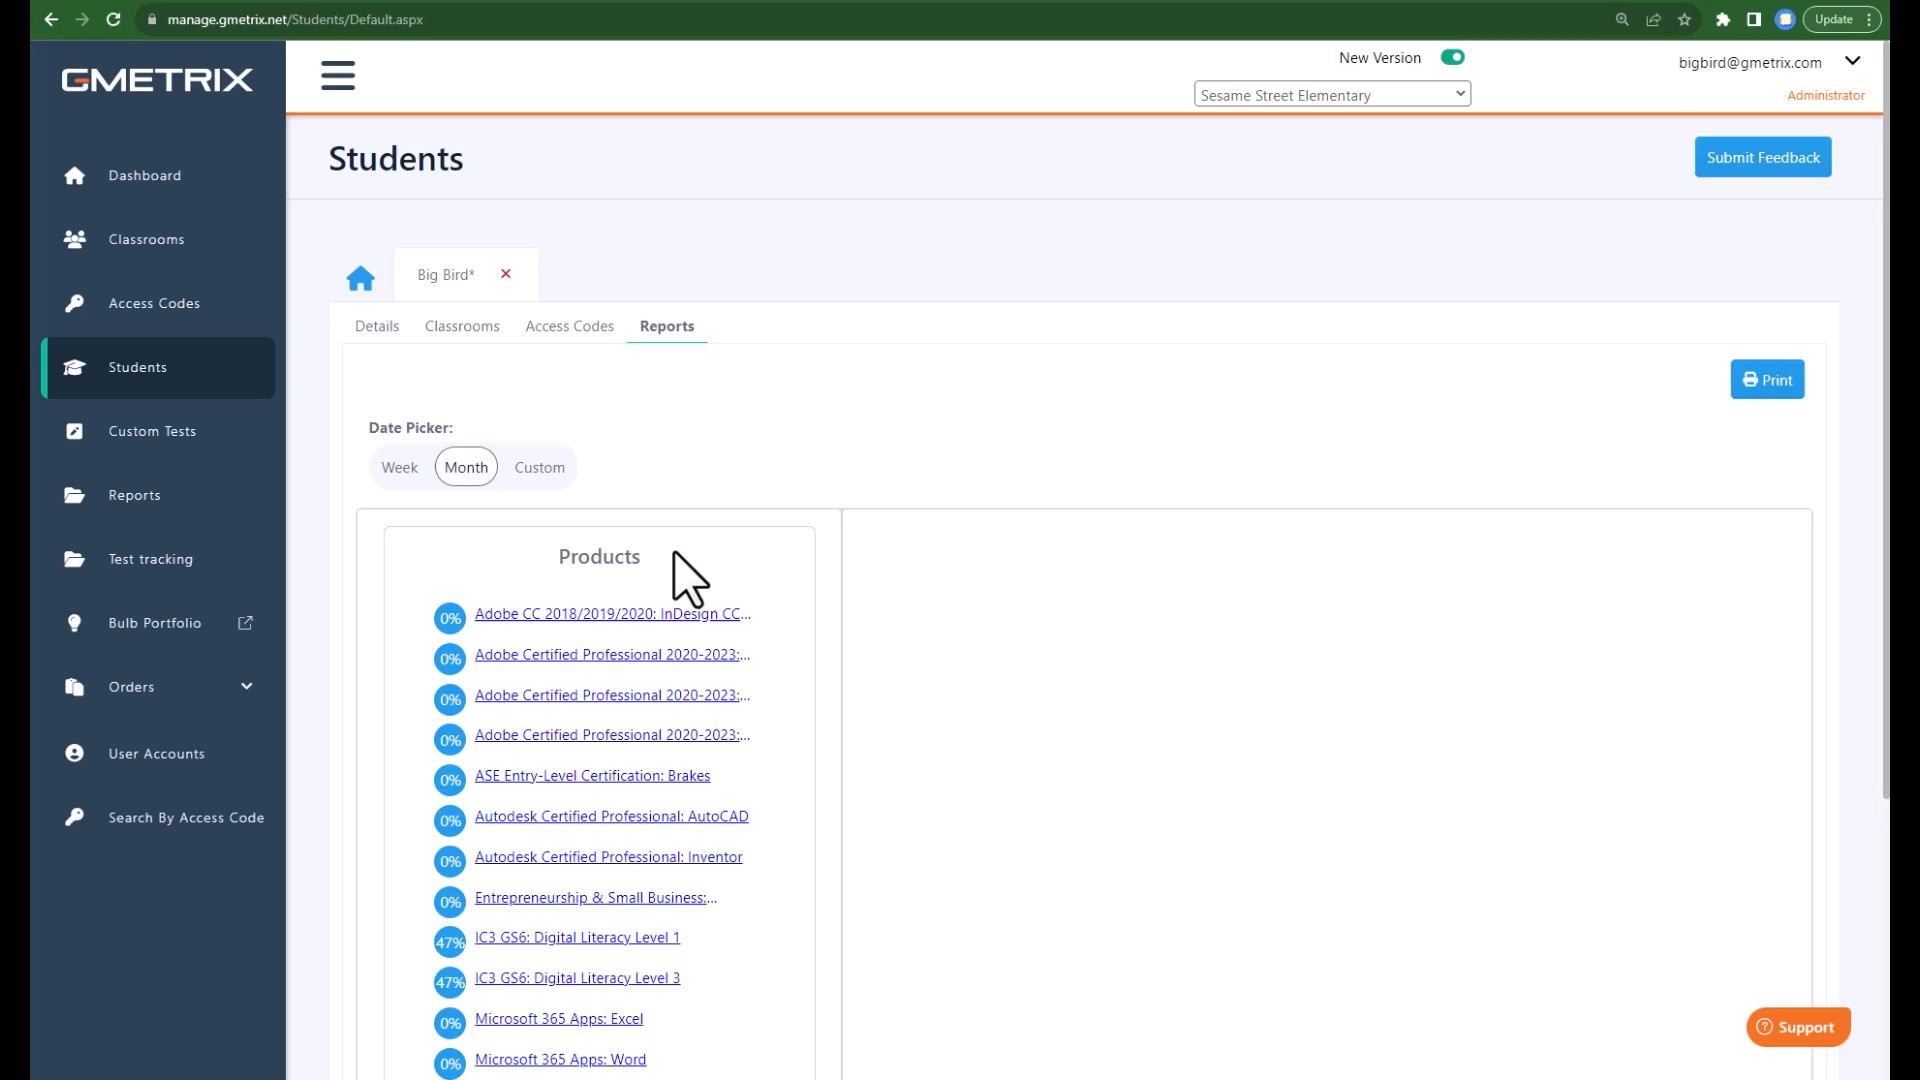 manage.gmetrix.net/Students/Default.aspx
Update
GMETRIX
New Version
Sesame Street Elementary
bigbird@gmetrix.com
Administrator
Dashboard
Classrooms
Access Codes
Students
Custom Tests
Reports
Test tracking
Bulb Portfolio
Orders
User Accounts
Search By Access Code
Students
Submit Feedback
Big Bird*
Details
Classrooms
Access Codes
Reports
Print
Date Picker:
Week
Month
Custom
Products
0% Adobe CC 2018/2019/2020: InDesign CC...
0% Adobe Certified Professional 2020-2023:...
0% Adobe Certified Professional 2020-2023:...
0% Adobe Certified Professional 2020-2023:...
0% ASE Entry-Level Certification: Brakes
0% Autodesk Certified Professional: AutoCAD
0% Autodesk Certified Professional: Inventor
0% Entrepreneurship & Small Business:...
47% IC3 GS6: Digital Literacy Level 1
47% IC3 GS6: Digital Literacy Level 3
0% Microsoft 365 Apps: Excel
0% Microsoft 365 Apps: Word
Support